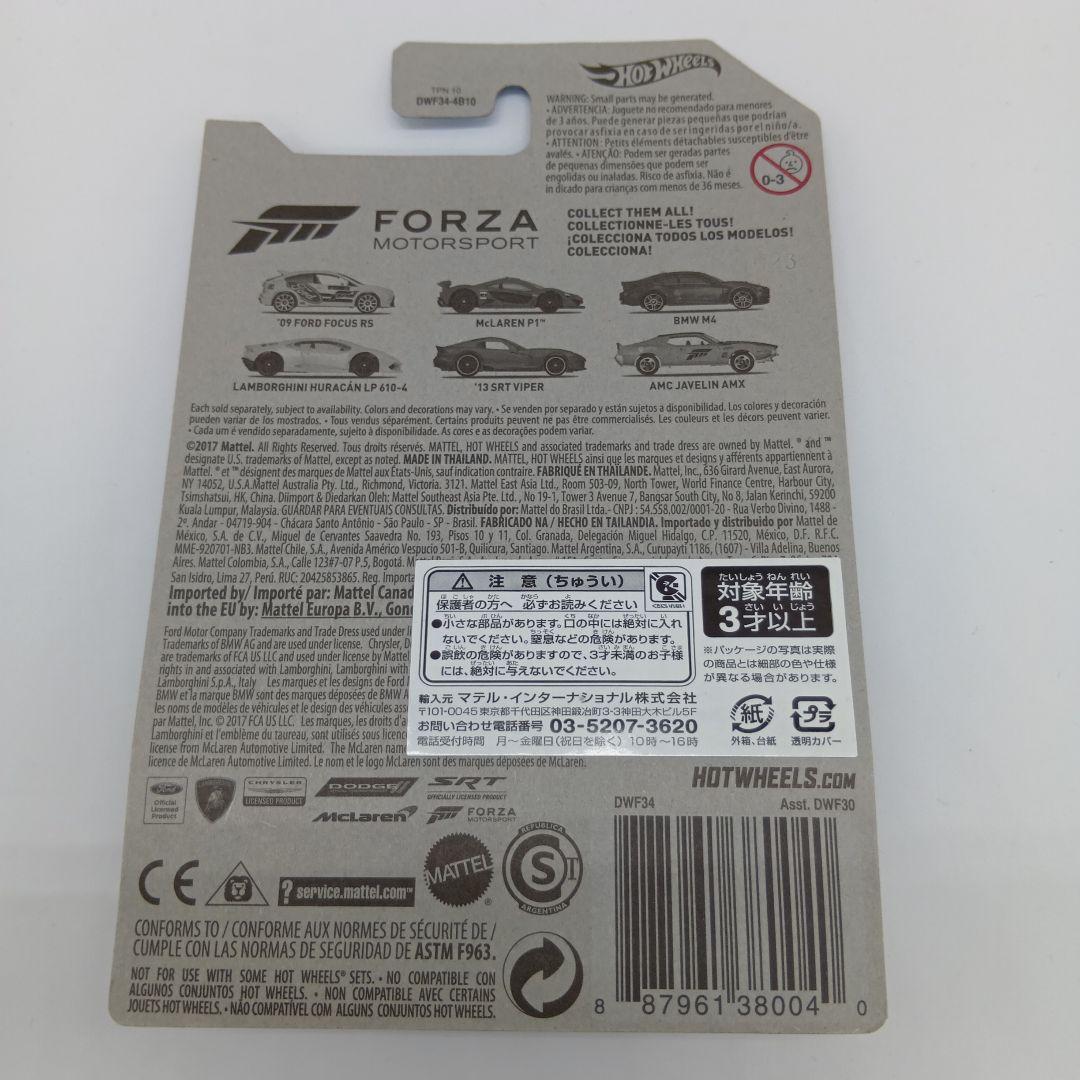 TPN 10
DWF34-4B10
HOT WHEELS
WARNING: Small parts may be generated.
• ADVERTENCIA: Juguete no recomendado para menores
de 3 años. Puede generar piezas pequeñas que podrían
provocar asfixia en caso de ser ingeridas por el niño/a.
• ATTENTION: Petits éléments détachables susceptibles d'être
avalés. • ATENÇÃO: Podem ser geradas partes
de pequenas dimensões que podem ser
engolidas ou inaladas. Risco de asfixia. Não é
indicado para crianças com menos de 36 meses.
0-3
FORZA
MOTORSPORT
COLLECT THEM ALL!
COLLECTIONNE-LES TOUS!
¡COLECCIONA TODOS LOS MODELOS!
COLECCIONA!
'09 FORD FOCUS RS
McLAREN P1™
BMW M4
LAMBORGHINI HURACÁN LP 610-4
'13 SRT VIPER
AMC JAVELIN AMX
Each sold separately, subject to availability. Colors and decorations may vary. • Se venden por separado y están sujetos a disponibilidad. Los colores y decoración
pueden variar de los mostrados. • Tous vendus séparément. Certains produits peuvent ne pas être commercialisés. Les couleurs et les décors peuvent varier.
• Cada um é vendido separadamente, sujeito à disponibilidade. As cores e as decorações podem variar.
©2017 Mattel. All Rights Reserved. Tous droits réservés. MATTEL, HOT WHEELS and associated trademarks and trade dress are owned by Mattel. ® and ™
designate U.S. trademarks of Mattel, except as noted. MADE IN THAILAND. MATTEL, HOT WHEELS ainsi que les marques et designs y afférents appartiennent à
Mattel. ® et ™ désignent des marques de Mattel aux États-Unis, sauf indication contraire. FABRIQUÉ EN THAÏLANDE. Mattel, Inc., 636 Girard Avenue, East Aurora,
NY 14052, U.S.A. Mattel Australia Pty. Ltd., Richmond, Victoria. 3121. Mattel East Asia Ltd., Room 503-09, North Tower, World Finance Centre, Harbour City,
Tsimshatsui, HK, China. Diimport & Diedarkan Oleh: Mattel Southeast Asia Pte. Ltd., No 19-1, Tower 3 Avenue 7, Bangsar South City, No 8, Jalan Kerinchi, 59200
Kuala Lumpur, Malaysia. GUARDAR PARA EVENTUAIS CONSULTAS. Distribuído por: Mattel do Brasil Ltda.- CNPJ : 54.558.002/0001-20 - Rua Verbo Divino, 1488 -
2º. Andar - 04719-904 - Chácara Santo Antônio - São Paulo - SP - Brasil. FABRICADO NA / HECHO EN TAILANDIA. Importado y distribuido por Mattel de
México, S.A. de C.V., Miguel de Cervantes Saavedra No. 193, Pisos 10 y 11, Col. Granada, Delegación Miguel Hidalgo, C.P. 11520, México, D.F. R.F.C.
MME-920701-NB3. Mattel Chile, S.A., Avenida Américo Vespucio 501-B, Quilicura, Santiago. Mattel Argentina, S.A., Curupaytí 1186, (1607) - Villa Adelina, Buenos
Aires. Mattel Colombia, S.A., Calle 123#7-07 P.5, Bogotá.
San Isidro, Lima 27, Perú. RUC: 20425853865. Reg. Importa
Imported by/ Importé par: Mattel Canad
into the EU by: Mattel Europa B.V., Gon
Ford Motor Company Trademarks and Trade Dress used under li
Trademarks of BMW AG and are used under license. Chrysler, D
are trademarks of FCA US LLC and used under license by Mattel
rights in and associated with Lamborghini, Lamborghini with
Lamborghini S.p.A., Italy Les marques et designs de Ford
BMW et la marque BMW sont des marques déposées de BMW A
les noms de modèles de véhicules et le design des véhicules asso
par Mattel, Inc. © 2017 FCA US LLC. Les marques, les droits d'a
Lamborghini et l'emblème du taureau, sont utilisés sous licenc
license from McLaren Automotive Limited. The McLaren name
licence de McLaren Automotive Limited. Le nom et le logo McLaren sont des marques déposées de McLaren.
注 意 (ちゅうい)
保護者の方へ 必ずお読みください
●小さな部品があります。口の中には絶対に入れ
ないでください。窒息などの危険があります。
●誤飲の危険がありますので、3才未満のお子様
には、絶対に与えないでください。
たいしょう ねん れい
対象年齢
さい い じょう
3才以上
※パッケージの写真は実際
の商品とは細部の色や仕様
が異なる場合があります。
輸入元 マテル・インターナショナル株式会社
〒101-0045 東京都千代田区神田鍛冶町3-3神田大木ビル5F
お問い合わせ電話番号 03-5207-3620
電話受付時間 月〜金曜日(祝日を除く) 10時〜16時
紙
外箱、台紙
プラ
透明カバー
HOTWHEELS.COM
Ford
Official
Licensed
Product
CHRYSLER
LICENSED PRODUCT
DODGE
SRT
OFFICIALLY LICENSED PRODUCT
McLaren
FORZA
MOTORSPORT
DWF34
Asst. DWF30
CE
? service.mattel.com™
MATTEL
®
REPUBLICA
S T
ARGENTINA
CONFORMS TO / CONFORME AUX NORMES DE SÉCURITÉ DE /
CUMPLE CON LAS NORMAS DE SEGURIDAD DE ASTM F963.
NOT FOR USE WITH SOME HOT WHEELS® SETS. • NO COMPATIBLE CON
ALGUNOS CONJUNTOS HOT WHEELS. • NON COMPATIBLE AVEC CERTAINS
JOUETS HOT WHEELS. • NÃO COMPATÍVEL COM ALGUNS CONJUNTOS HOT WHEELS.
8 87961 38004 0